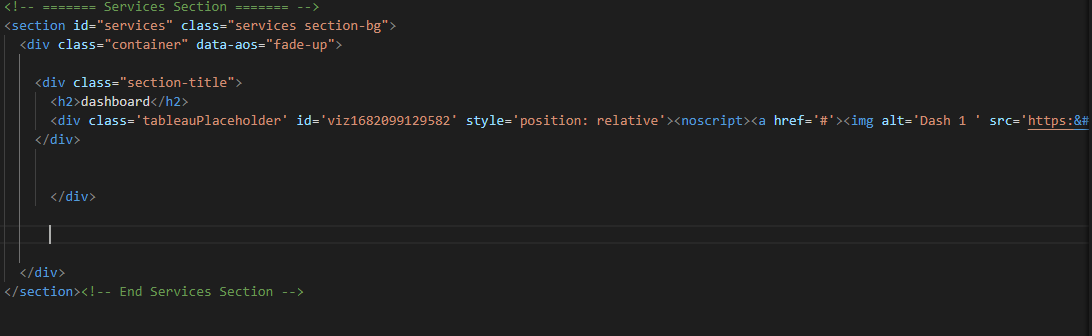 <!-- ======= Services Section ======= -->
<section id="services" class="services section-bg">
<div class="container" data-aos="fade-up">
<div class="section-title">
<h2>dashboard</h2>
<div class='tableauPlaceholder' id='viz1682099129582' style='position: relative'><noscript><a href='#'><img alt='Dash 1 ' src='https:&#
</div>
</div>
</div>
</section><!-- End Services Section -->